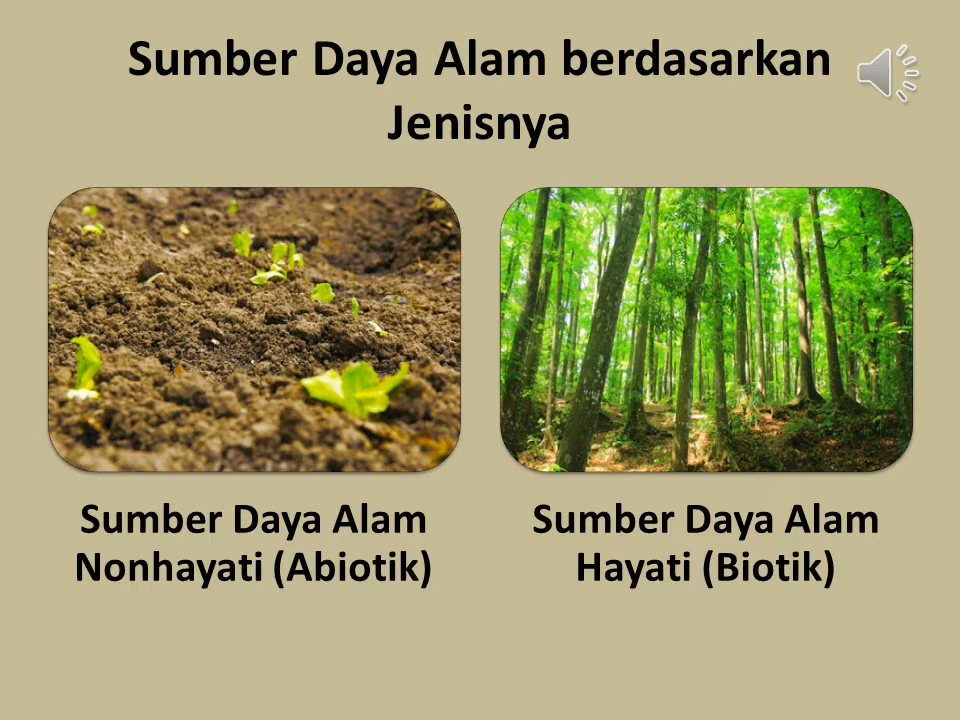 Sumber Daya Alam berdasarkan
Jenisnya
Sumber Daya Alam
Nonhayati (Abiotik)
Sumber Daya Alam
Hayati (Biotik)